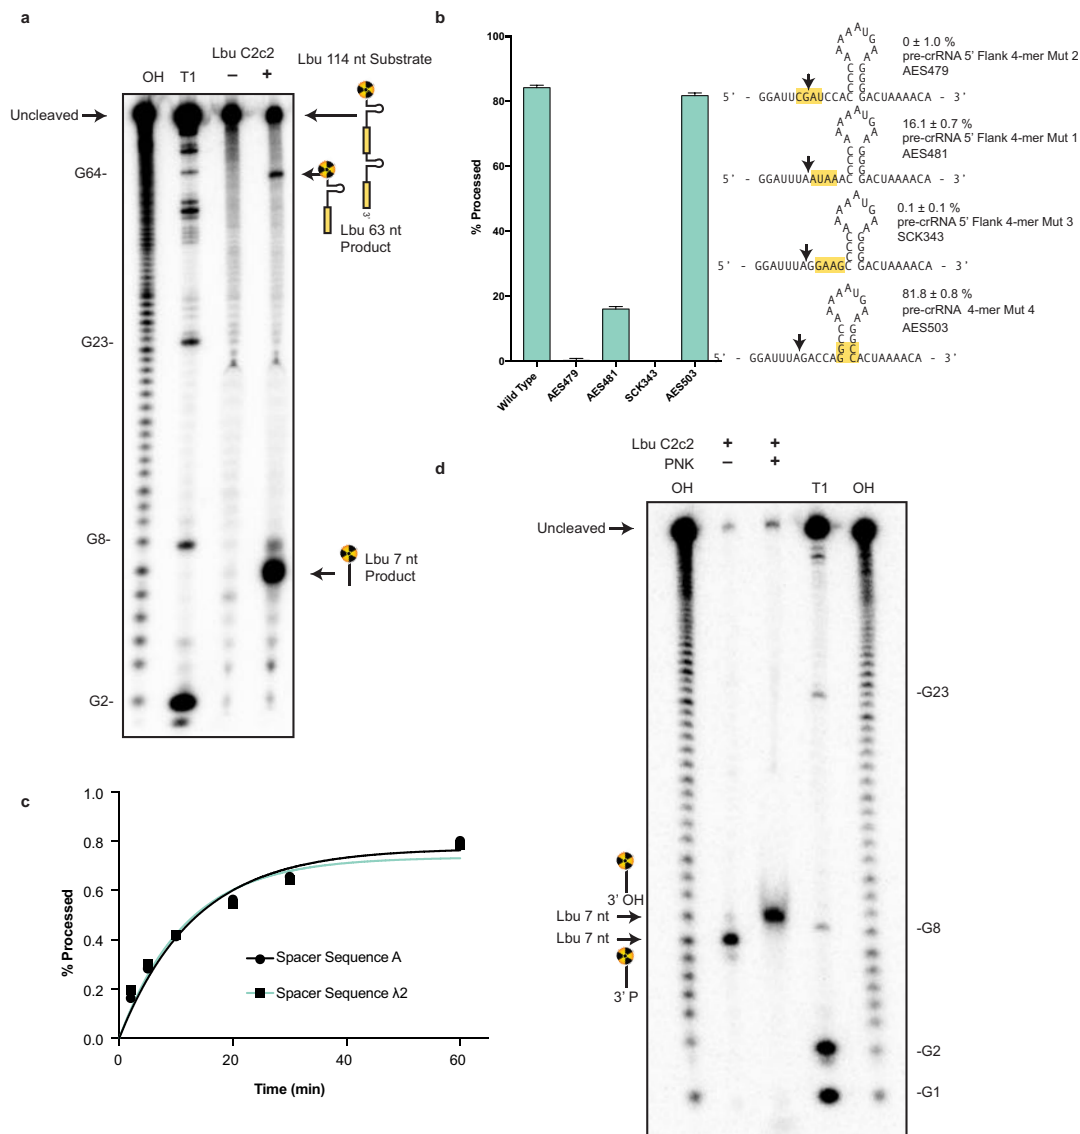 a
Lbu C2c2
OH T1 – +
Lbu 114 nt Substrate
Uncleaved
G64-
3'
Lbu 63 nt
Product
G23-
G8-
Lbu 7 nt
Product
G2-
b
% Processed
100
80
60
40
20
0
Wild Type
AES479
AES481
SCK343
AES503
0 ± 1.0 %
pre-crRNA 5' Flank 4-mer Mut 2
AES479
5' - GGAUUCGAUCCAC GACUAAAACA - 3'
16.1 ± 0.7 %
pre-crRNA 5' Flank 4-mer Mut 1
AES481
5' - GGAUUUAAUAAAC GACUAAAACA - 3'
0.1 ± 0.1 %
pre-crRNA 5' Flank 4-mer Mut 3
SCK343
5' - GGAUUUAGGAAGC GACUAAAACA - 3'
81.8 ± 0.8 %
pre-crRNA 4-mer Mut 4
AES503
5' - GGAUUUAGACCAG CACUAAAACA - 3'
c
% Processed
1.0
0.8
0.6
0.4
0.2
0.0
0 20 40 60
Time (min)
Spacer Sequence A
Spacer Sequence λ2
d
Lbu C2c2 + +
PNK – +
OH T1 OH
Uncleaved
-G23
3' OH
Lbu 7 nt
Lbu 7 nt
3' P
-G8
-G2
-G1